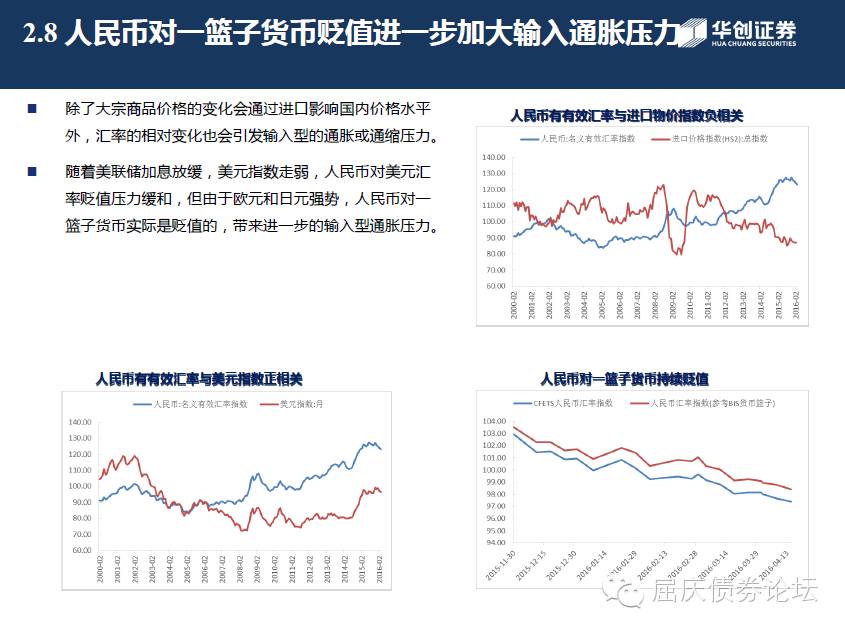 2.8 人民币对一篮子货币贬值进一步加大输入通胀压力
华创证券
HUA CHUANG SECURITIES
■ 除了大宗商品价格的变化会通过进口影响国内价格水平
外，汇率的相对变化也会引发输入型的通胀或通缩压力。
■ 随着美联储加息放缓，美元指数走弱，人民币对美元汇
率贬值压力缓和，但由于欧元和日元强势，人民币对一
篮子货币实际是贬值的，带来进一步的输入型通胀压力。
人民币有有效汇率与进口物价指数负相关
人民币:名义有效汇率指数 进口价格指数(HS2):总指数
140.00
130.00
120.00
110.00
100.00
90.00
80.00
70.00
60.00
2000-02 2001-02 2002-02 2003-02 2004-02 2005-02 2006-02 2007-02 2008-02 2009-02 2010-02 2011-02 2012-02 2013-02 2014-02 2015-02 2016-02
人民币有有效汇率与美元指数正相关
人民币:名义有效汇率指数 美元指数:月
140.00
130.00
120.00
110.00
100.00
90.00
80.00
70.00
60.00
2000-02 2001-02 2002-02 2003-02 2004-02 2005-02 2006-02 2007-02 2008-02 2009-02 2010-02 2011-02 2012-02 2013-02 2014-02 2015-02 2016-02
人民币对一篮子货币持续贬值
CFETS人民币汇率指数 人民币汇率指数(参考BIS货币篮子)
104.00
103.00
102.00
101.00
100.00
99.00
98.00
97.00
96.00
95.00
94.00
2015-11-30 2015-12-15 2015-12-30 2016-01-14 2016-01-29 2016-02-13 2016-02-28 2016-03-14 2016-03-29 2016-04-13
屈庆债券论坛